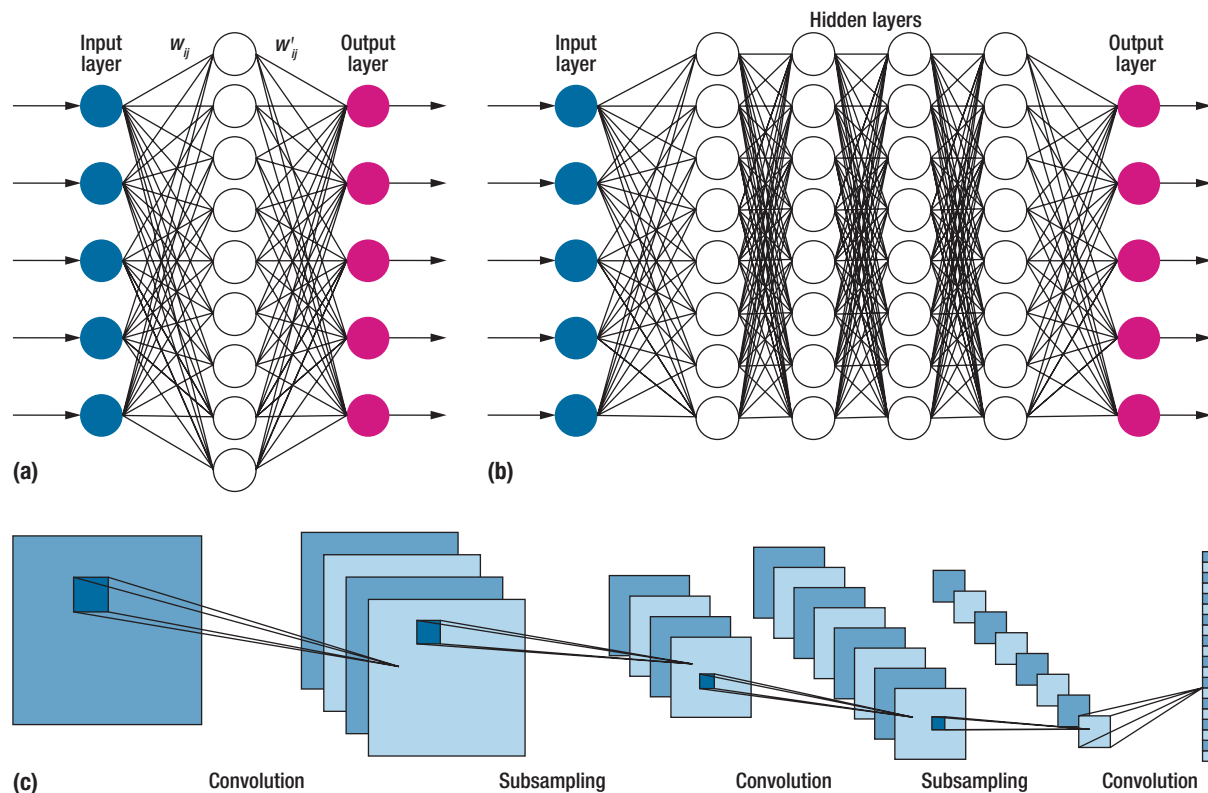 Input
layer
w_ij
w'_ij
Output
layer
(a)
Hidden layers
Input
layer
Output
layer
(b)
(c)
Convolution
Subsampling
Convolution
Subsampling
Convolution